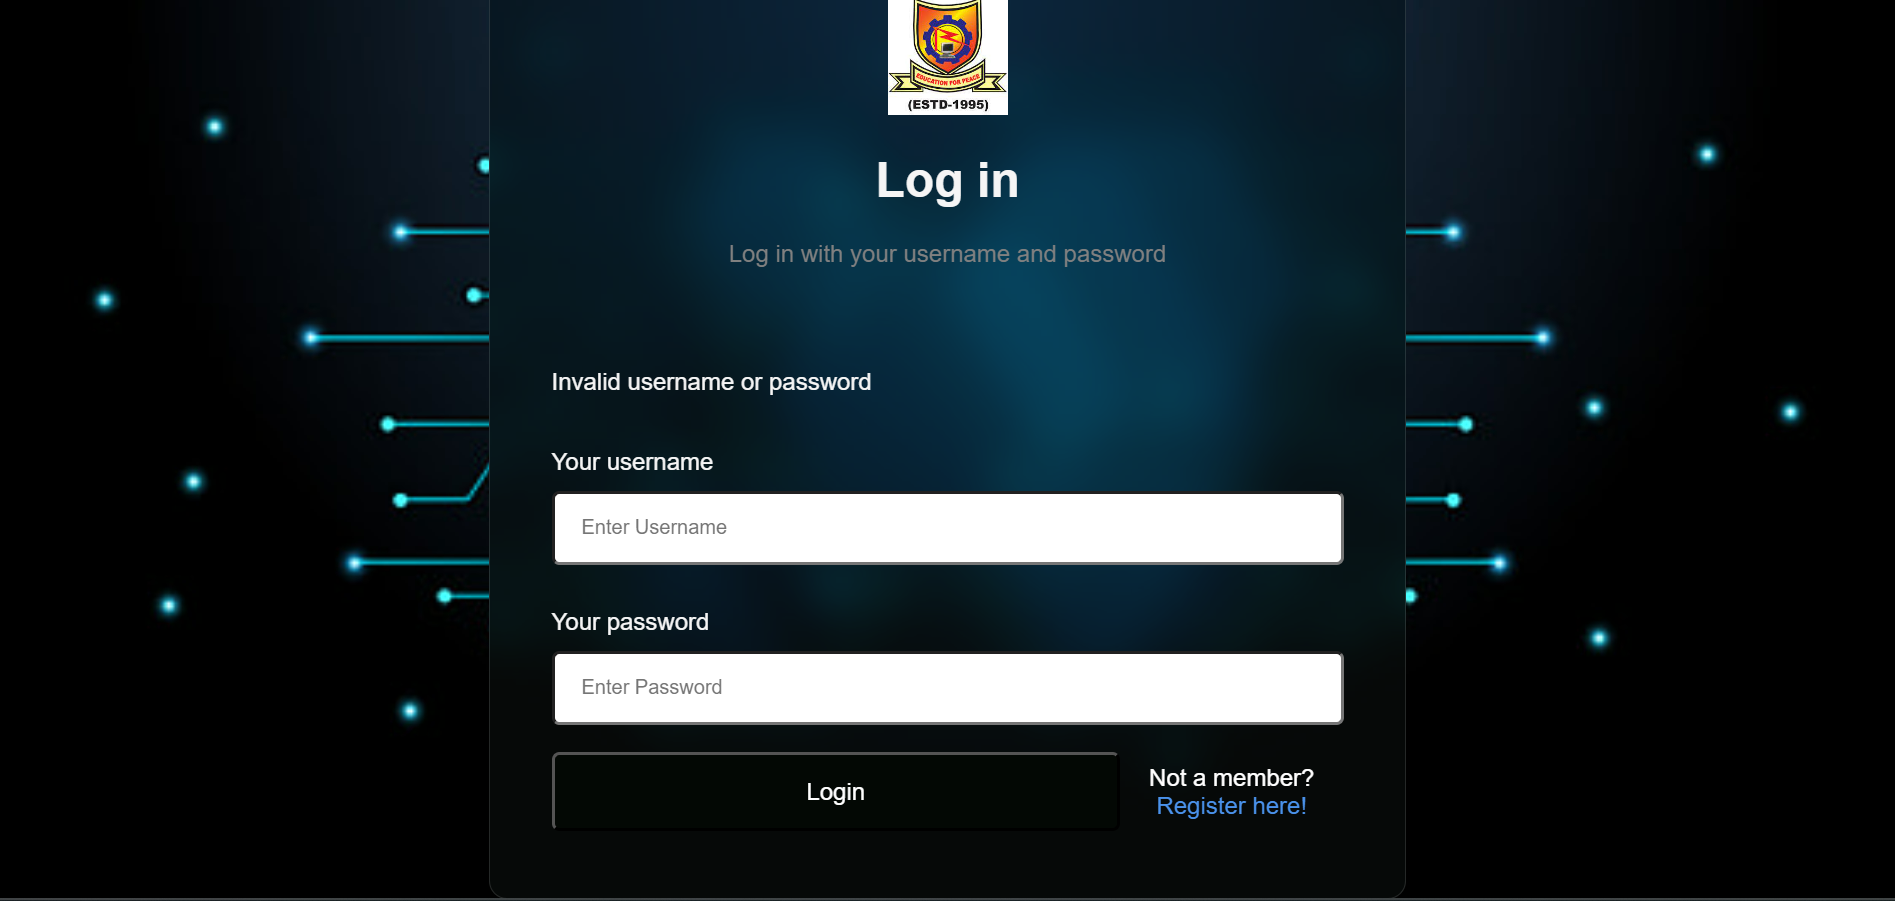 EDUCATION FOR PEACE
(ESTD-1995)
Log in
Log in with your username and password
Invalid username or password
Your username
Enter Username
Your password
Enter Password
Login
Not a member?
Register here!